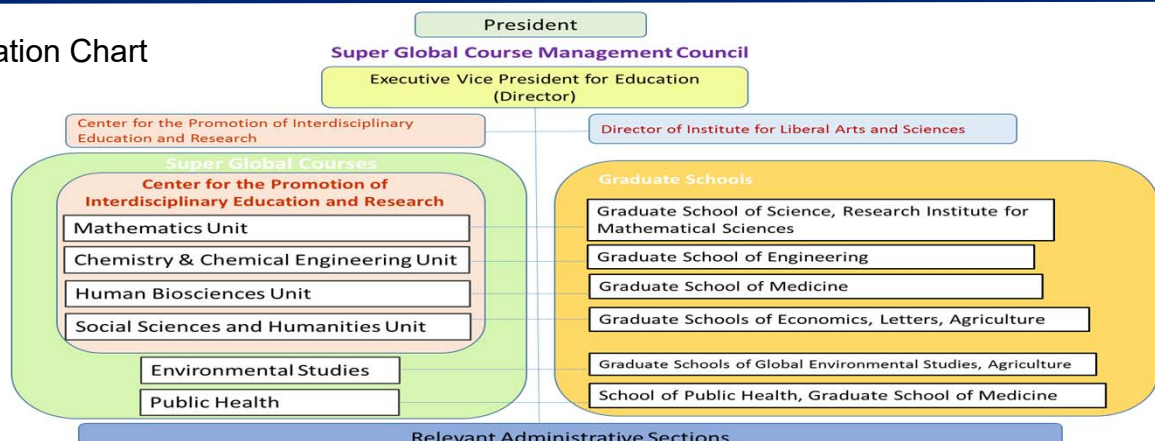 President
ation Chart
Super Global Course Management Council
Executive Vice President for Education
(Director)
Center for the Promotion of Interdisciplinary
Education and Research
Director of Institute for Liberal Arts and Sciences
Super Global Courses
Center for the Promotion of
Interdisciplinary Education and Research
Mathematics Unit
Chemistry & Chemical Engineering Unit
Human Biosciences Unit
Social Sciences and Humanities Unit
Environmental Studies
Public Health
Graduate Schools
Graduate School of Science, Research Institute for
Mathematical Sciences
Graduate School of Engineering
Graduate School of Medicine
Graduate Schools of Economics, Letters, Agriculture
Graduate Schools of Global Environmental Studies, Agriculture
School of Public Health, Graduate School of Medicine
Relevant Administrative Sections